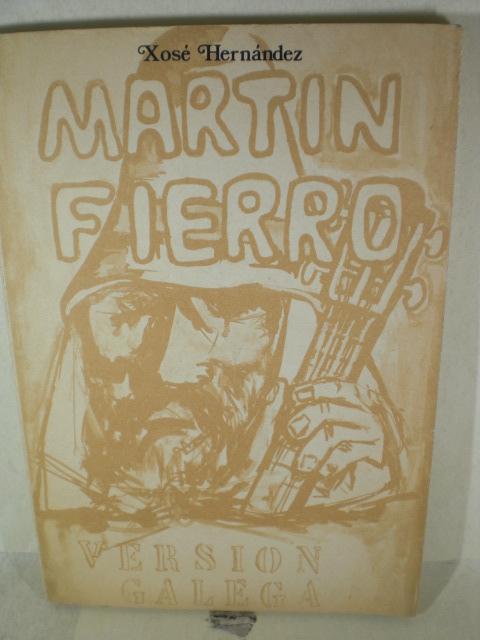 Xosé Hernández
MARTIN
FIERRO
VERSION
GALEGA